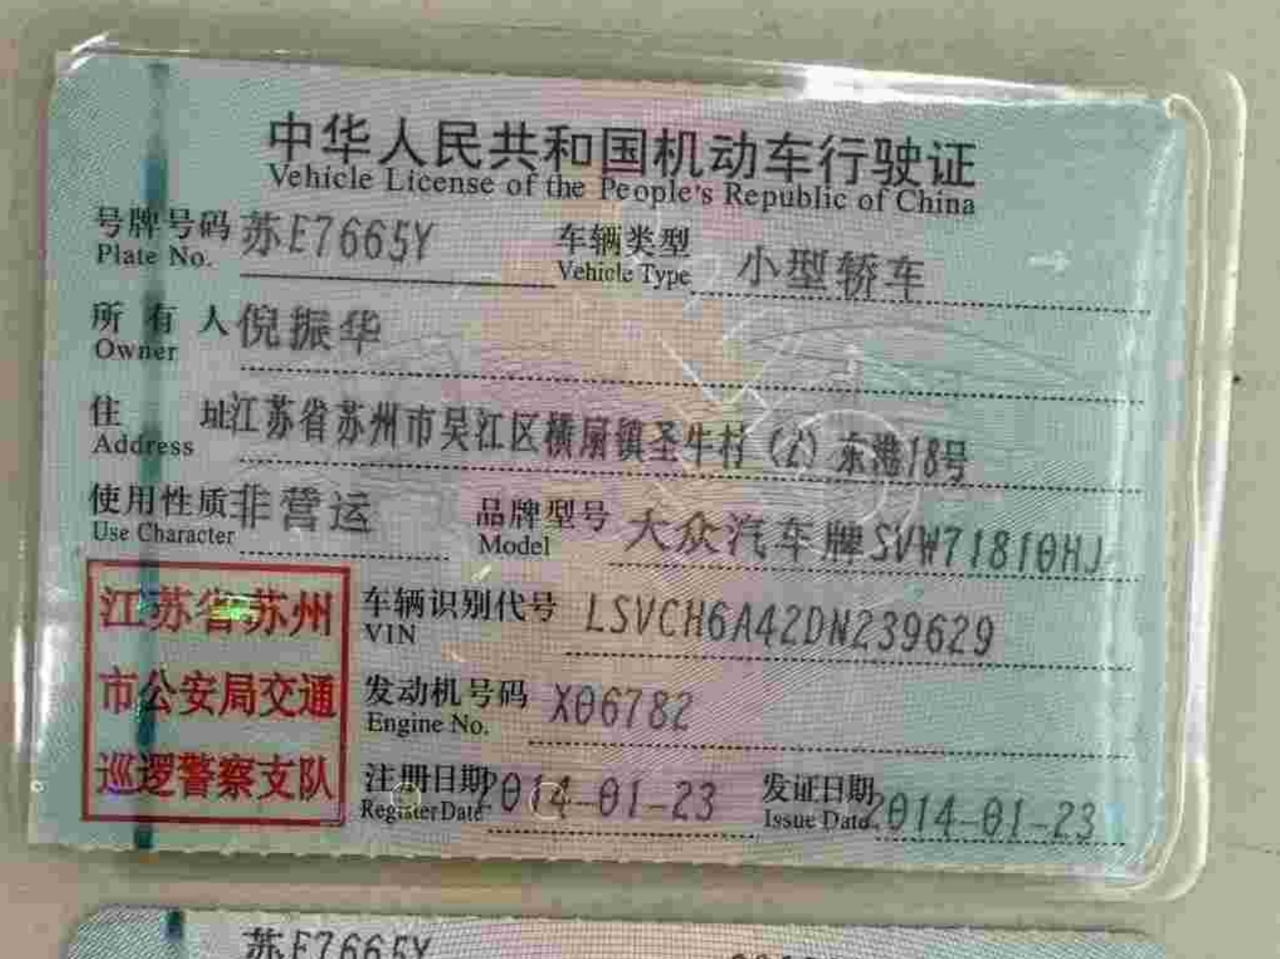 中华人民共和国机动车行驶证
Vehicle License of the People's Republic of China
号牌号码 苏E7665Y 车辆类型 小型轿车
Plate No. Vehicle Type
所有人 倪振华
Owner
住址 江苏省苏州市吴江区横扇镇圣牛村 东港18号
Address
使用性质 非营运 品牌型号 大众汽车牌SVW71810HJ
Use Character Model
江苏省苏州
市公安局交通
巡逻警察支队
车辆识别代号 LSVCH6A42DN239629
VIN
发动机号码 X06782
Engine No.
注册日期 2014-01-23 发证日期 2014-01-23
Register Date Issue Date
苏E7665Y